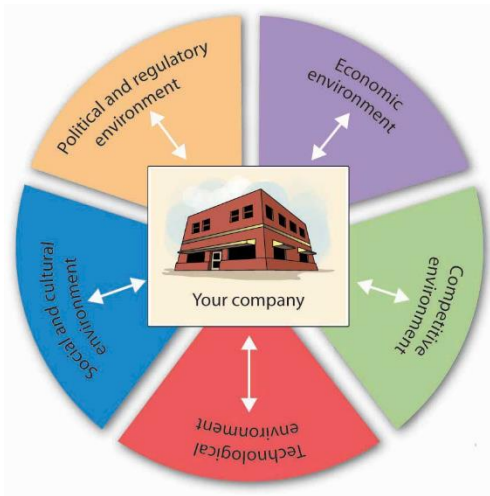 Political and regulatory
environment
Economic
environment
Competitive
environment
Technological
environment
Social and cultural
environment
Your company